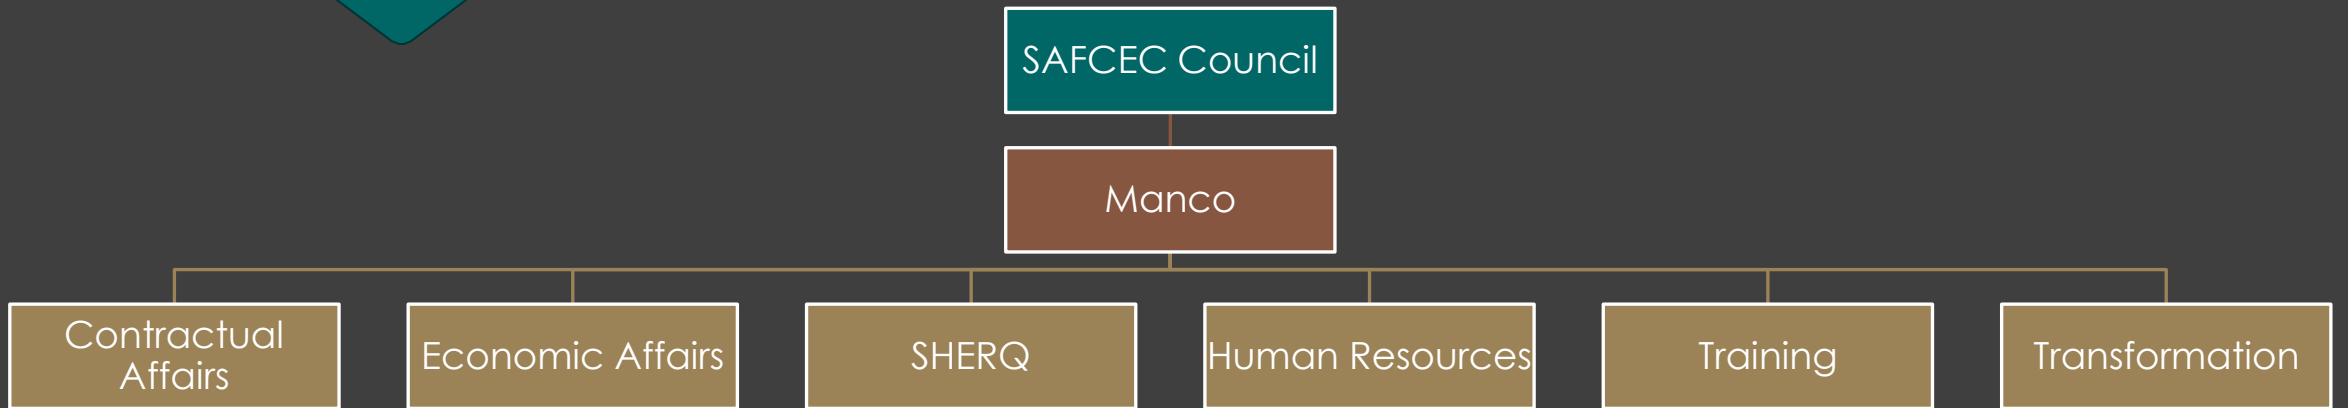 SAFCEC Council
Manco
Contractual
Affairs
Economic Affairs
SHERQ
Human Resources
Training
Transformation